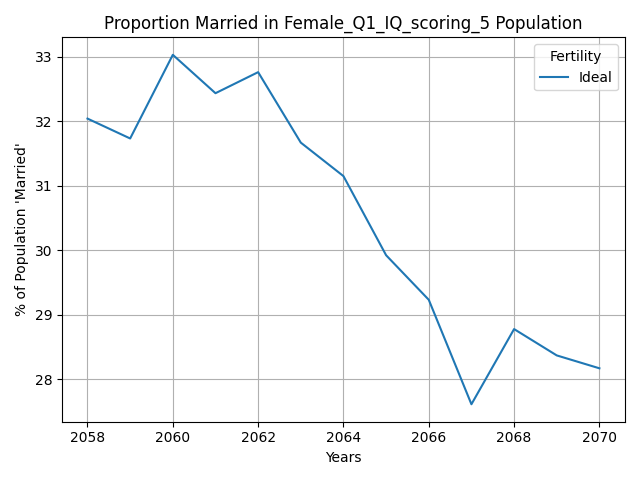 Proportion Married in Female_Q1_IQ_scoring_5 Population
Fertility
Ideal
% of Population 'Married'
33
32
31
30
29
28
2058
2060
2062
2064
2066
2068
2070
Years